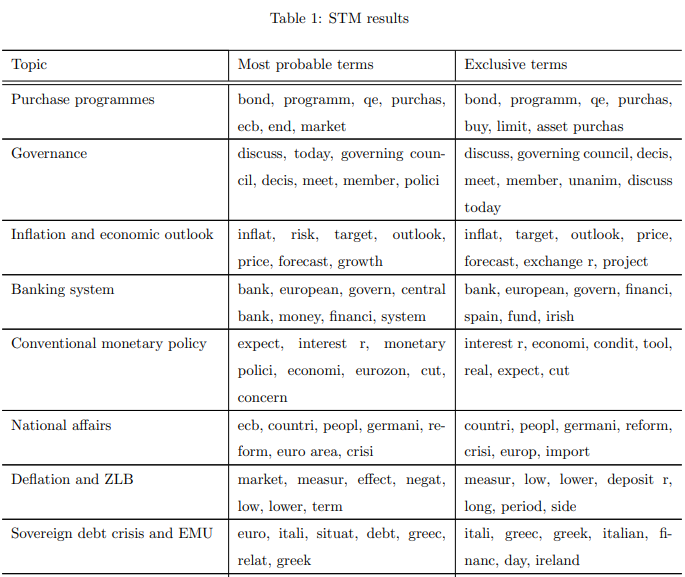 Table 1: STM results
Topic Most probable terms Exclusive terms
Purchase programmes bond, programm, qe, purchas, bond, programm, qe, purchas,
ecb, end, market buy, limit, asset purchas
Governance discuss, today, governing coun- discuss, governing council, decis,
cil, decis, meet, member, polici meet, member, unanim, discuss
today
Inflation and economic outlook inflat, risk, target, outlook, inflat, target, outlook, price,
price, forecast, growth forecast, exchange r, project
Banking system bank, european, govern, central bank, european, govern, financi,
bank, money, financi, system spain, fund, irish
Conventional monetary policy expect, interest r, monetary interest r, economi, condit, tool,
polici, economi, eurozon, cut, real, expect, cut
concern
National affairs ecb, countri, peopl, germani, re- countri, peopl, germani, reform,
form, euro area, crisi crisi, europ, import
Deflation and ZLB market, measur, effect, negat, measur, low, lower, deposit r,
low, lower, term long, period, side
Sovereign debt crisis and EMU euro, itali, situat, debt, greec, itali, greec, greek, italian, fi-
relat, greek nanc, day, ireland